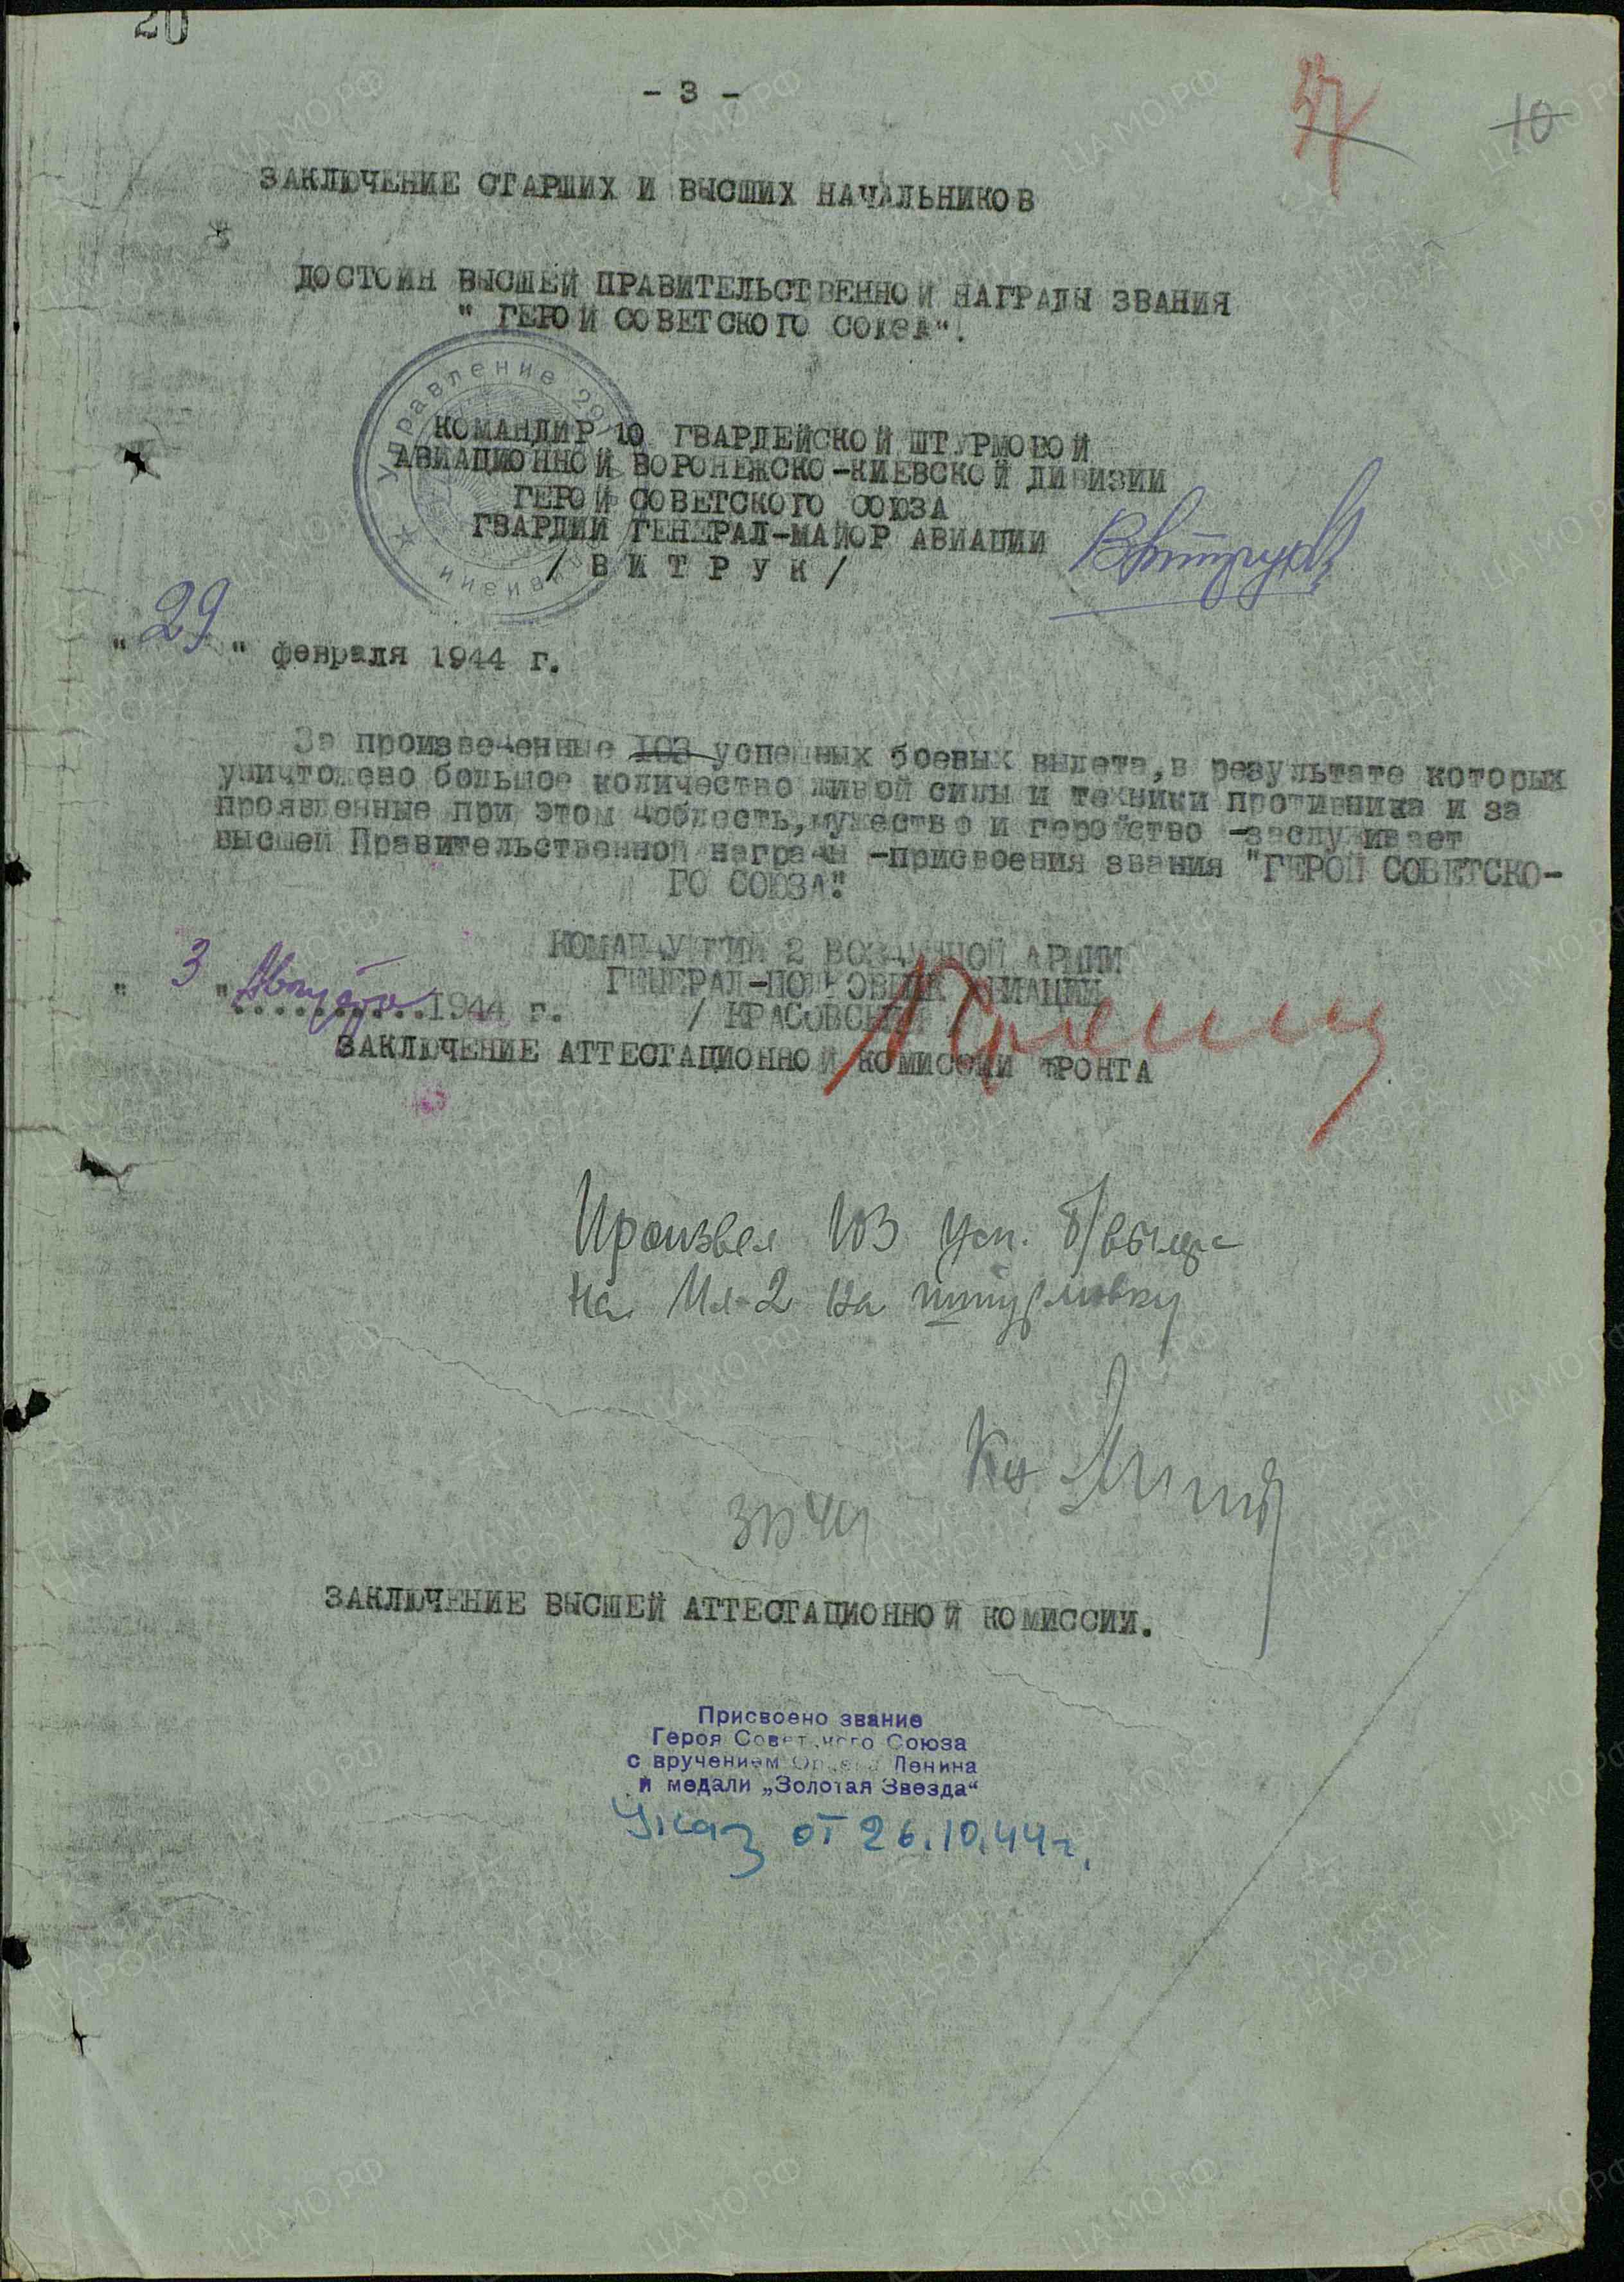 20
- 3 -
37
10
ЗАКЛЮЧЕНИЕ СТАРШИХ И ВЫСШИХ НАЧАЛЬНИКОВ
ДОСТОИН ВЫСШЕЙ ПРАВИТЕЛЬСТВЕННОЙ НАГРАДЫ ЗВАНИЯ
" ГЕРОЙ СОВЕТСКОГО СОЮЗА".
Управление
дивизии
КОМАНДИР 10 ГВАРДЕЙСКОЙ ШТУРМОВОЙ
АВИАЦИОННОЙ ВОРОНЕЖСКО-КИЕВСКОЙ ДИВИЗИИ
ГЕРОЙ СОВЕТСКОГО СОЮЗА
ГВАРДИИ ГЕНЕРАЛ-МАЙОР АВИАЦИИ
/ В И Т Р У К /
Витрук
" 29 " февраля 1944 г.
За произведенные 103 успешных боевых вылета, в результате которых
уничтожено большое количество живой силы и техники противника и за
проявленные при этом доблесть, мужество и геройство -заслуживает
высшей Правительственной награды -присвоения звания "ГЕРОЙ СОВЕТСКО-
ГО СОЮЗА".
КОМАНДУЮЩИЙ 2 ВОЗДУШНОЙ АРМИИ
ГЕНЕРАЛ-ПОЛКОВНИК АВИАЦИИ
" 3 " Августа 1944 г. / КРАСОВСКИЙ /
ЗАКЛЮЧЕНИЕ АТТЕСТАЦИОННОЙ КОМИССИИ ФРОНТА
Произвел 103 усп. б/вылета
на Ил-2 на штурмовку
ЗАКЛЮЧЕНИЕ ВЫСШЕЙ АТТЕСТАЦИОННОЙ КОМИССИИ.
Присвоено звание
Героя Советского Союза
с вручением Ордена Ленина
и медали „Золотая Звезда"
Указ от 26.10.44г.